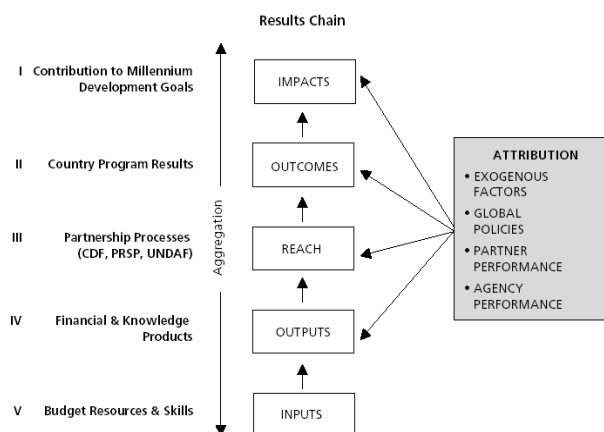 Results Chain
I Contribution to Millennium
Development Goals
IMPACTS
II Country Program Results
OUTCOMES
III Partnership Processes
(CDF, PRSP, UNDAF)
REACH
IV Financial & Knowledge
Products
OUTPUTS
V Budget Resources & Skills
INPUTS
Aggregation
ATTRIBUTION
• EXOGENOUS
FACTORS
• GLOBAL
POLICIES
• PARTNER
PERFORMANCE
• AGENCY
PERFORMANCE